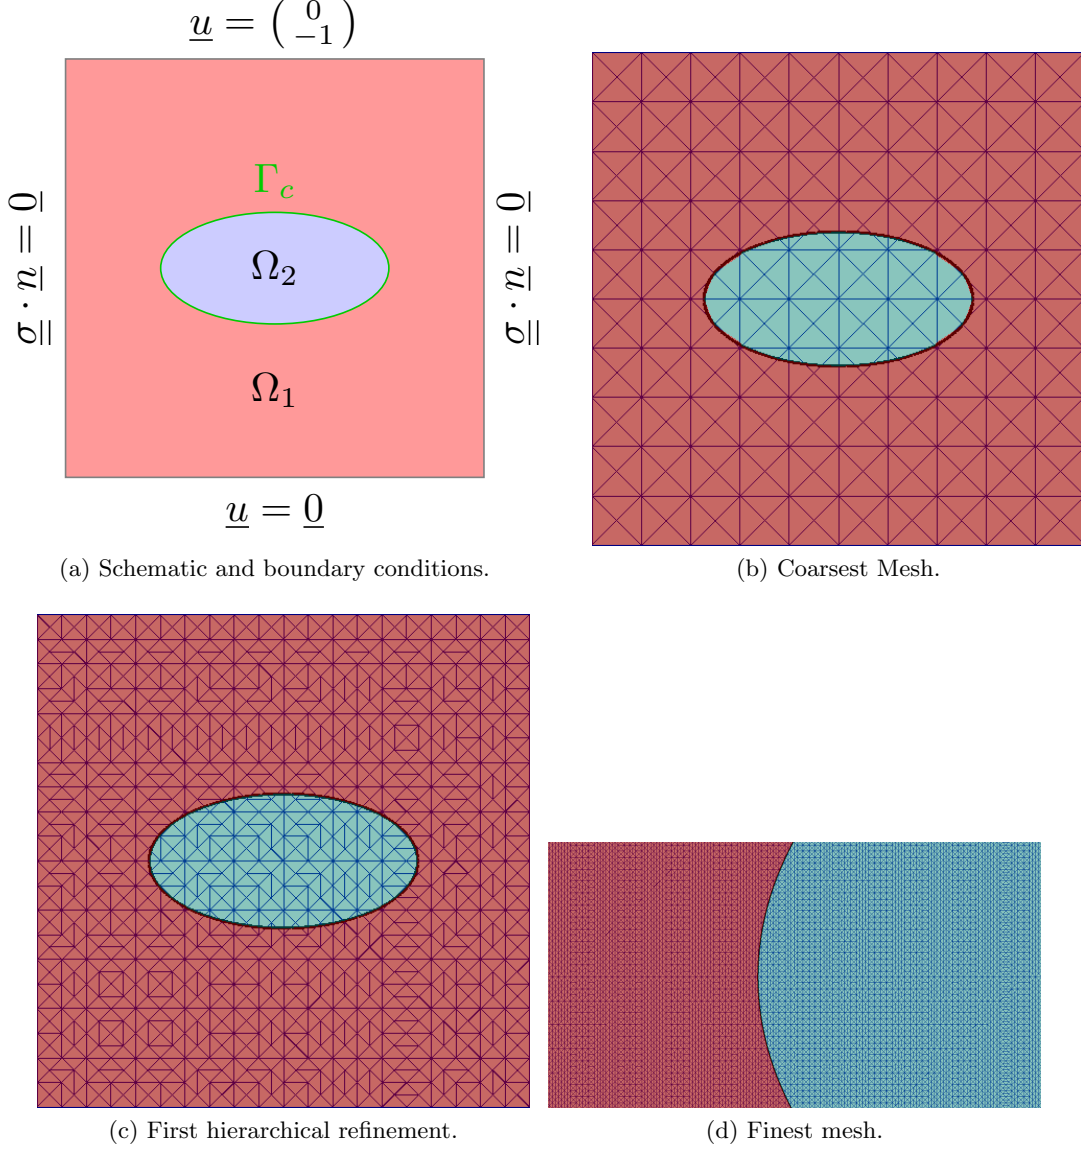 u = ( 0 −1 )
Γc
σ · n = 0
Ω2
σ · n = 0
Ω1
u = 0
(a) Schematic and boundary conditions.
(b) Coarsest Mesh.
(c) First hierarchical refinement.
(d) Finest mesh.